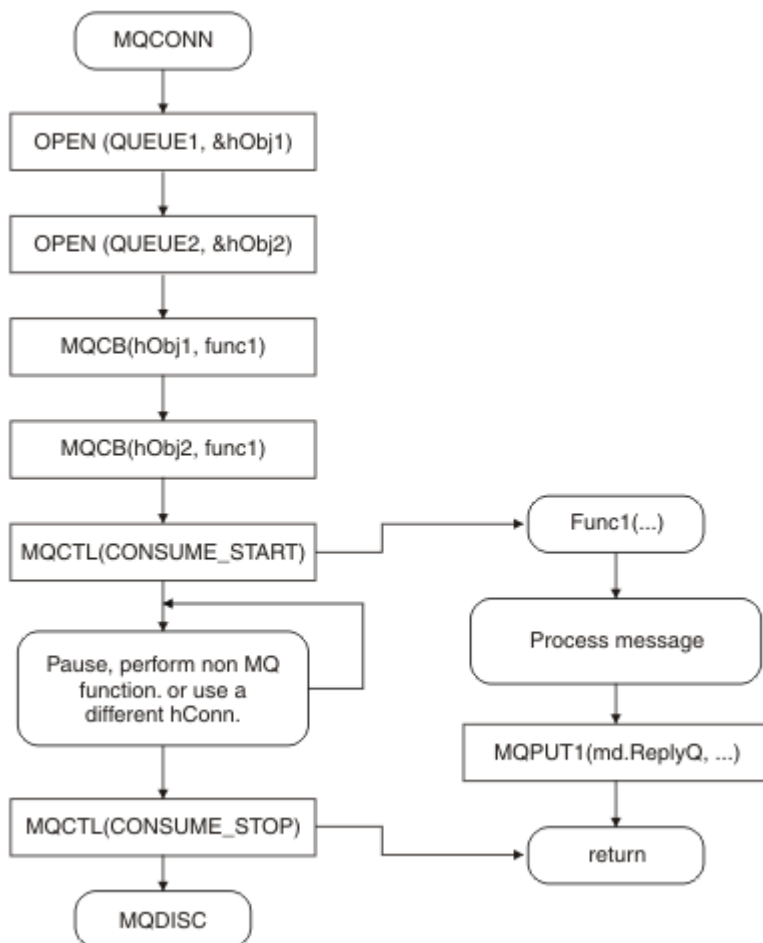 MQCONN
OPEN (QUEUE1, &hObj1)
OPEN (QUEUE2, &hObj2)
MQCB(hObj1, func1)
MQCB(hObj2, func1)
MQCTL(CONSUME_START)
Pause, perform non MQ
function. or use a
different hConn.
MQCTL(CONSUME_STOP)
MQDISC
Func1(...)
Process message
MQPUT1(md.ReplyQ, ...)
return